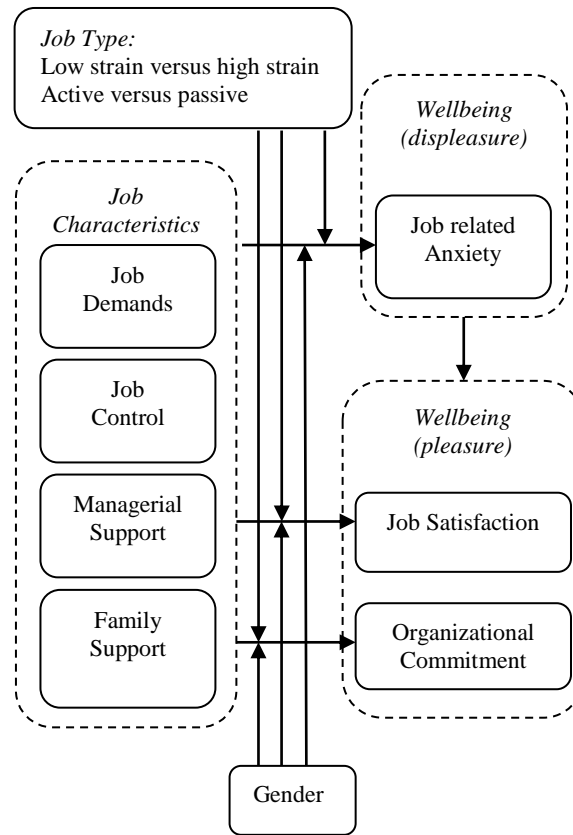 Job Type:
Low strain versus high strain
Active versus passive
Wellbeing
(displeasure)
Job related
Anxiety
Job
Characteristics
Job
Demands
Job
Control
Managerial
Support
Family
Support
Wellbeing
(pleasure)
Job Satisfaction
Organizational
Commitment
Gender